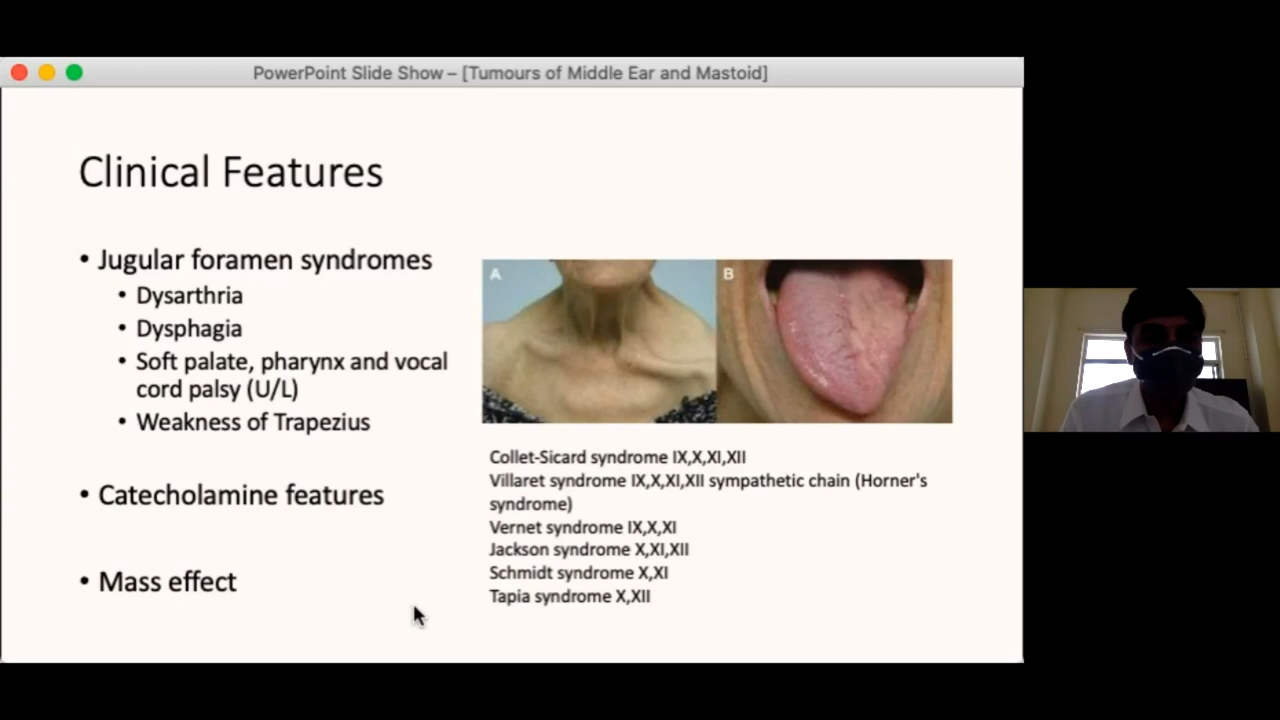 PowerPoint Slide Show – [Tumours of Middle Ear and Mastoid]
Clinical Features
• Jugular foramen syndromes
• Dysarthria
• Dysphagia
• Soft palate, pharynx and vocal
cord palsy (U/L)
• Weakness of Trapezius
• Catecholamine features
• Mass effect
A
B
Collet-Sicard syndrome IX,X,XI,XII
Villaret syndrome IX,X,XI,XII sympathetic chain (Horner's
syndrome)
Vernet syndrome IX,X,XI
Jackson syndrome X,XI,XII
Schmidt syndrome X,XI
Tapia syndrome X,XII